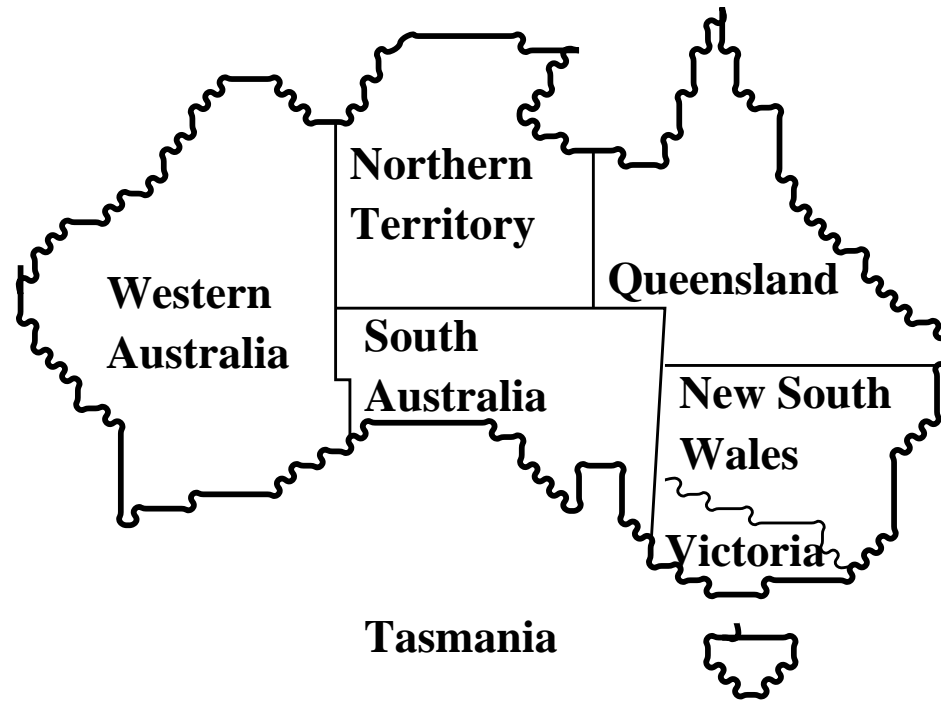 Northern
Territory
Western
Australia
Queensland
South
Australia
New South
Wales
Victoria
Tasmania